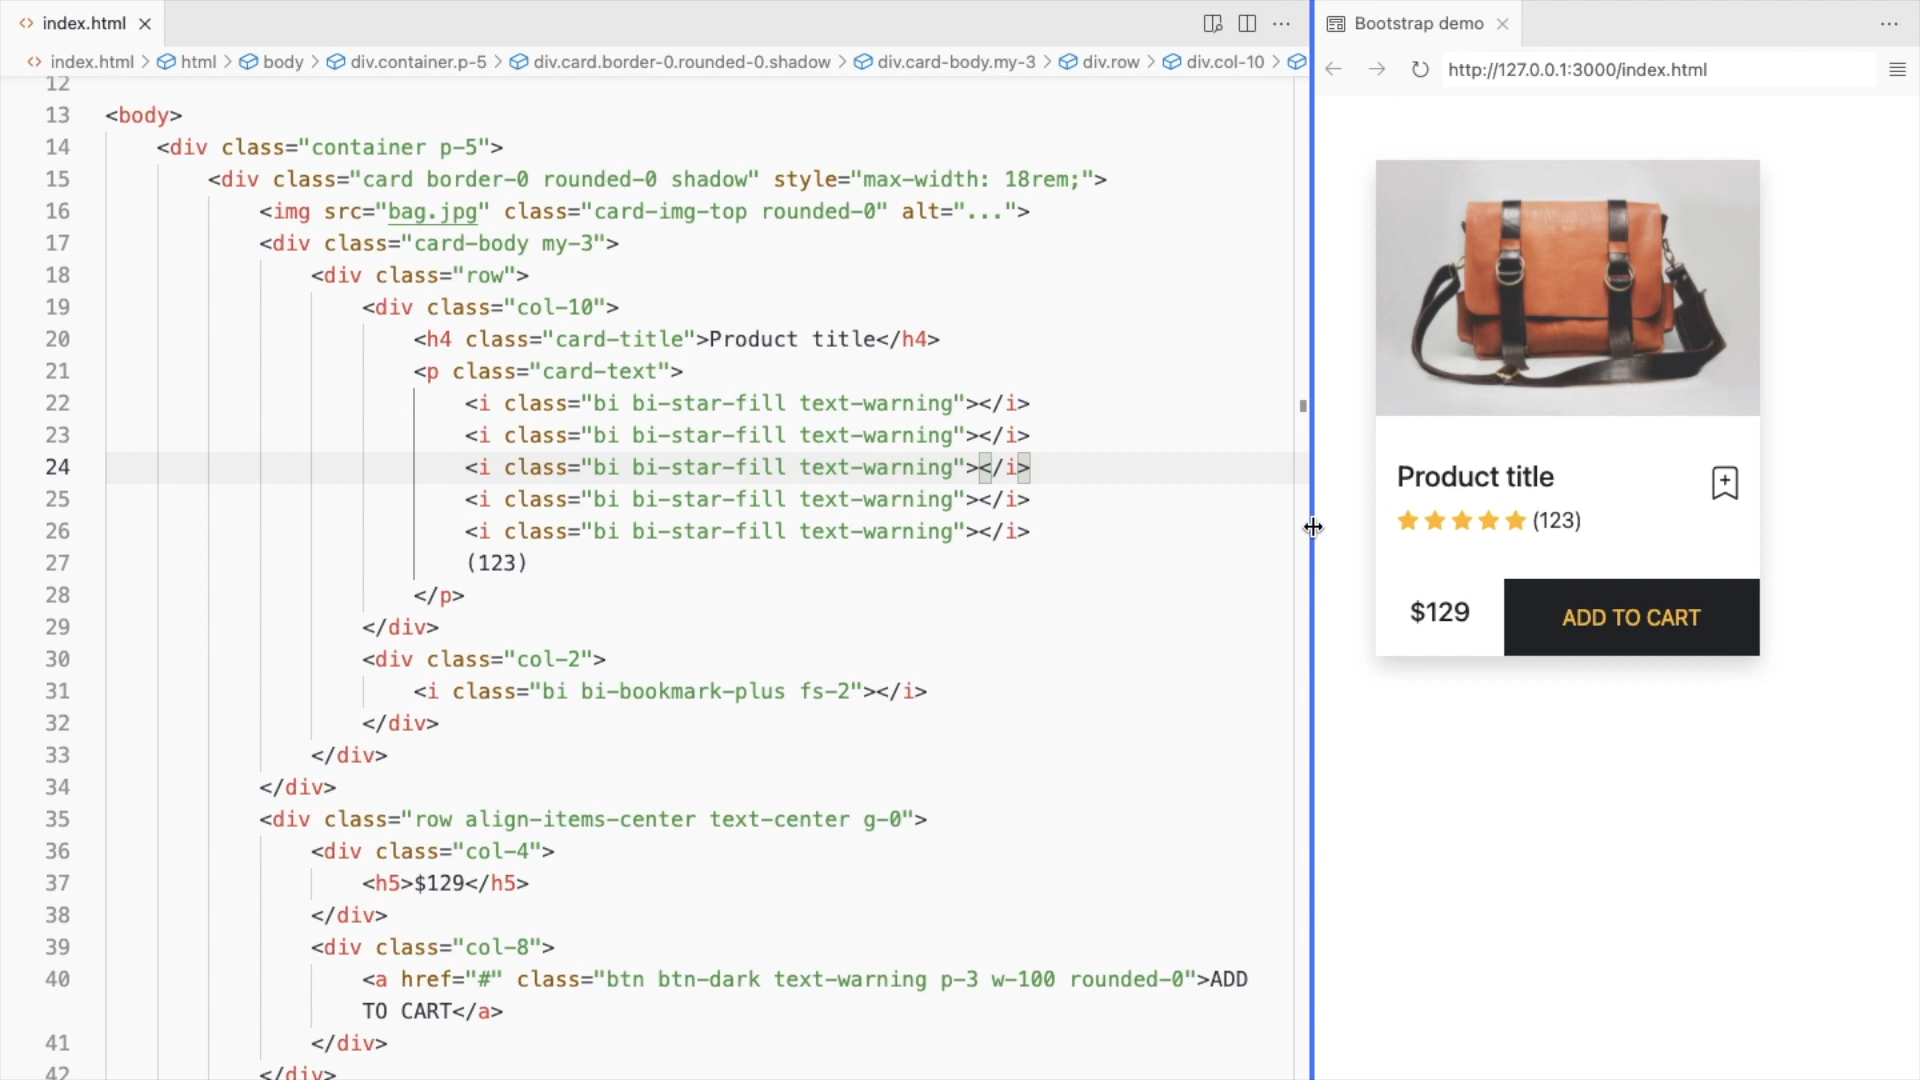 index.html
index.html > html > body > div.container.p-5 > div.card.border-0.rounded-0.shadow > div.card-body.my-3 > div.row > div.col-10 >
12
13 <body>
14 <div class="container p-5">
15 <div class="card border-0 rounded-0 shadow" style="max-width: 18rem;">
16 <img src="bag.jpg" class="card-img-top rounded-0" alt="...">
17 <div class="card-body my-3">
18 <div class="row">
19 <div class="col-10">
20 <h4 class="card-title">Product title</h4>
21 <p class="card-text">
22 <i class="bi bi-star-fill text-warning"></i>
23 <i class="bi bi-star-fill text-warning"></i>
24 <i class="bi bi-star-fill text-warning"></i>
25 <i class="bi bi-star-fill text-warning"></i>
26 <i class="bi bi-star-fill text-warning"></i>
27 (123)
28 </p>
29 </div>
30 <div class="col-2">
31 <i class="bi bi-bookmark-plus fs-2"></i>
32 </div>
33 </div>
34 </div>
35 <div class="row align-items-center text-center g-0">
36 <div class="col-4">
37 <h5>$129</h5>
38 </div>
39 <div class="col-8">
40 <a href="#" class="btn btn-dark text-warning p-3 w-100 rounded-0">ADD
TO CART</a>
41 </div>
42 </div>
Bootstrap demo
http://127.0.0.1:3000/index.html
Product title
(123)
$129
ADD TO CART